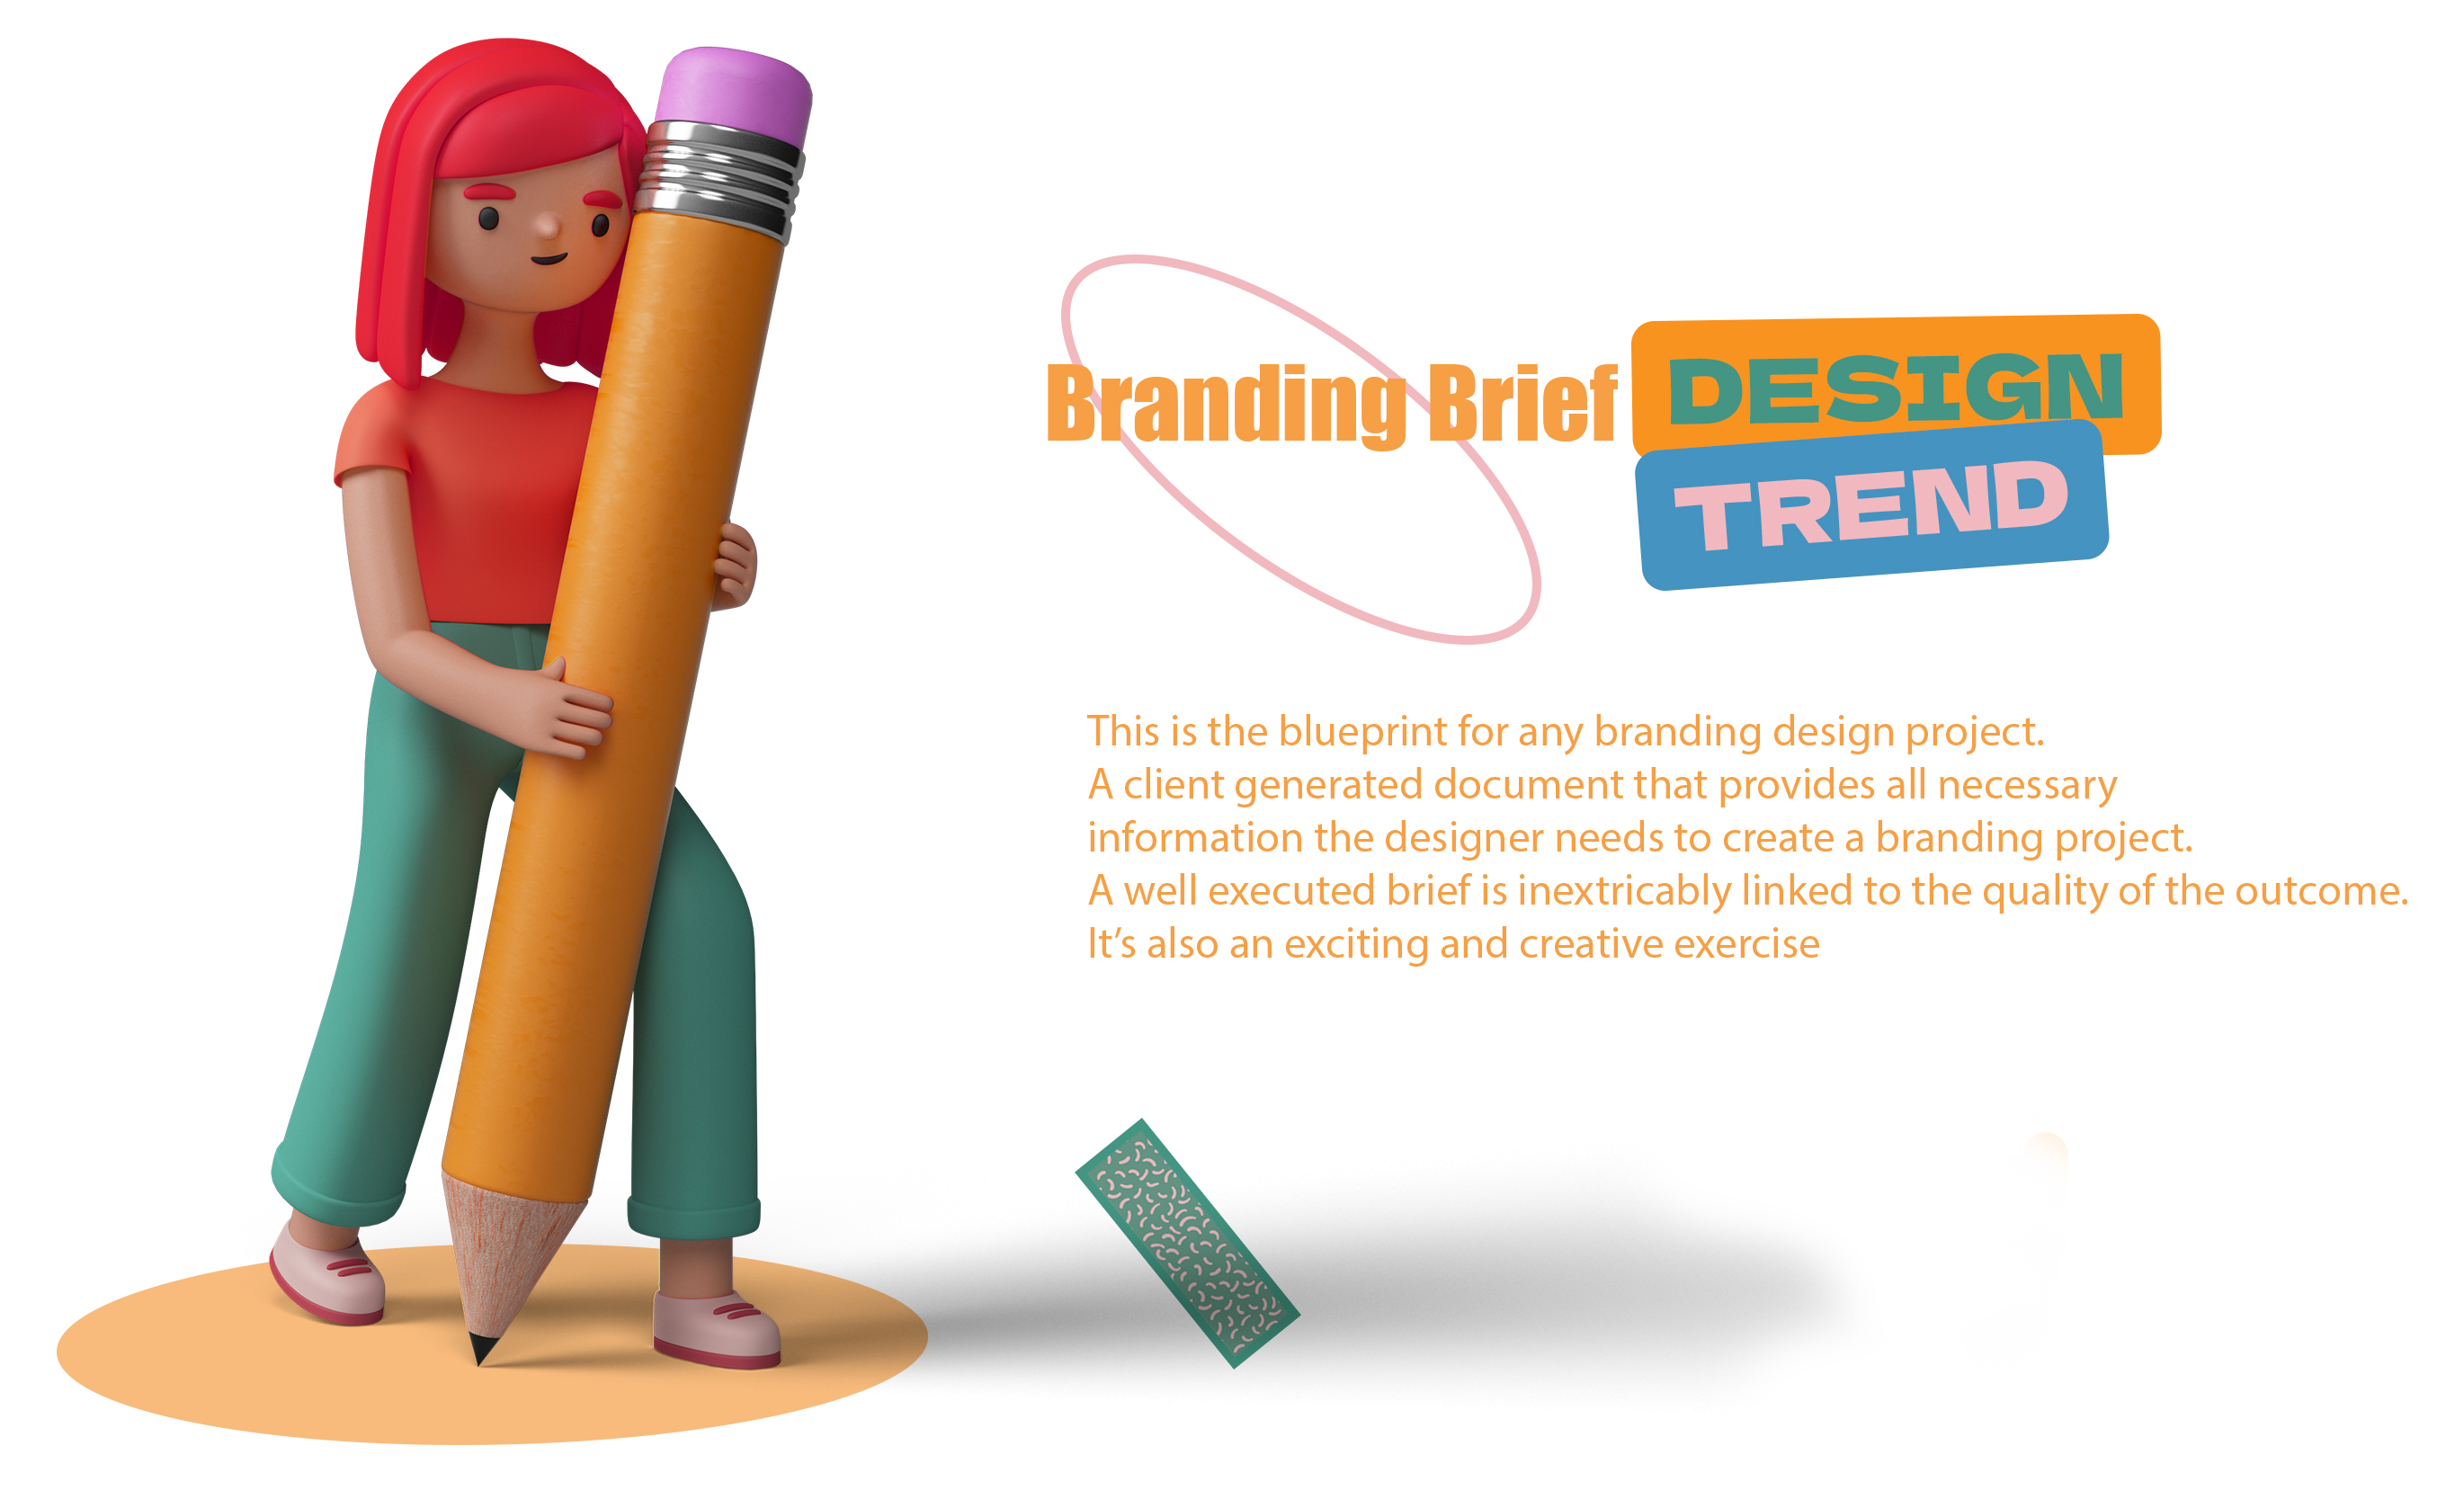 Branding Brief DESIGN
TREND
This is the blueprint for any branding design project.
A client generated document that provides all necessary
information the designer needs to create a branding project.
A well executed brief is inextricably linked to the quality of the outcome.
It’s also an exciting and creative exercise